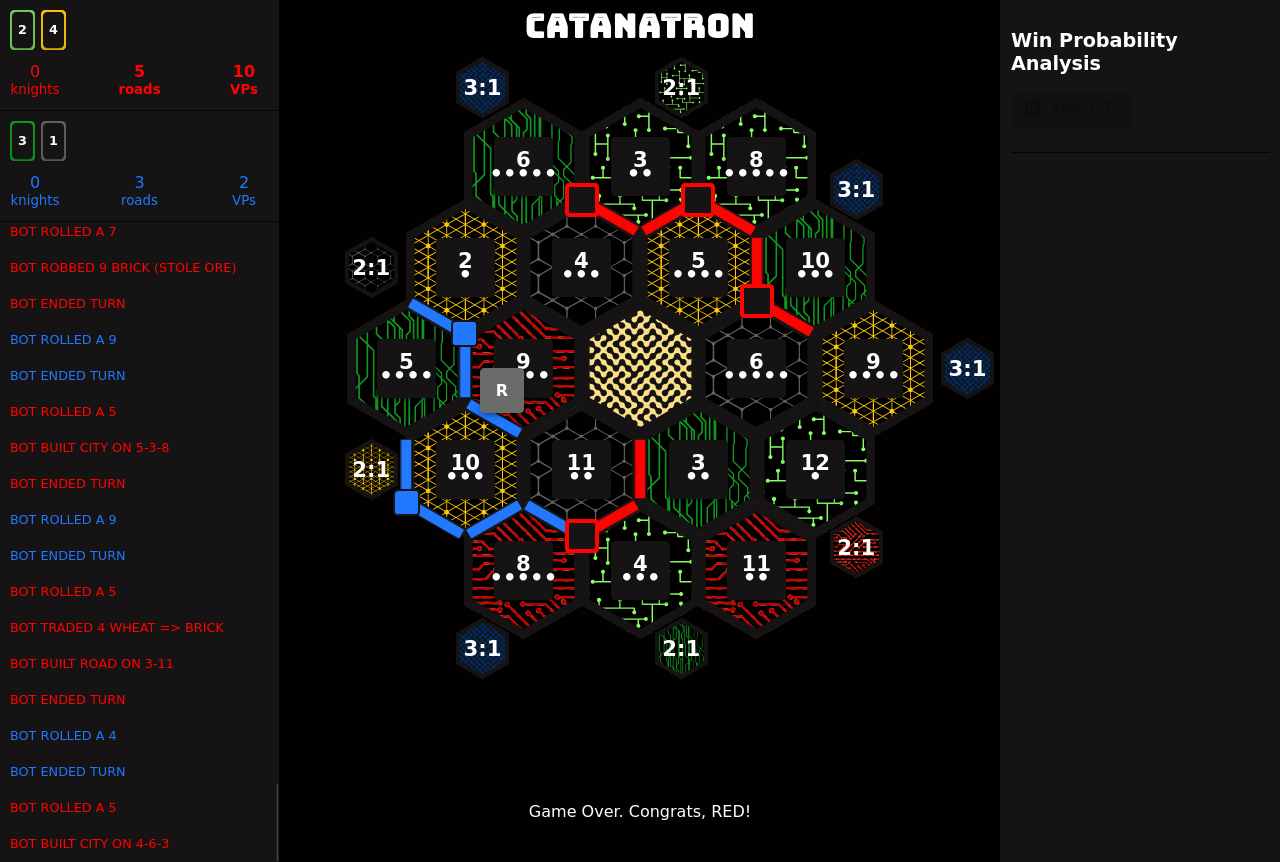 2 4
0 5 10
knights roads VPs
3 1
0 3 2
knights roads VPs
BOT ROLLED A 7
BOT ROBBED 9 BRICK (STOLE ORE)
BOT ENDED TURN
BOT ROLLED A 9
BOT ENDED TURN
BOT ROLLED A 5
BOT BUILT CITY ON 5-3-8
BOT ENDED TURN
BOT ROLLED A 9
BOT ENDED TURN
BOT ROLLED A 5
BOT TRADED 4 WHEAT => BRICK
BOT BUILT ROAD ON 3-11
BOT ENDED TURN
BOT ROLLED A 4
BOT ENDED TURN
BOT ROLLED A 5
BOT BUILT CITY ON 4-6-3
CATANATRON
3:1 2:1
6 3 8
3:1
2:1 2 4 5 10
5 9 6 9 3:1
R
2:1 10 11 3 12
2:1
8 4 11
3:1 2:1
Game Over. Congrats, RED!
Win Probability
Analysis
ANALYZE